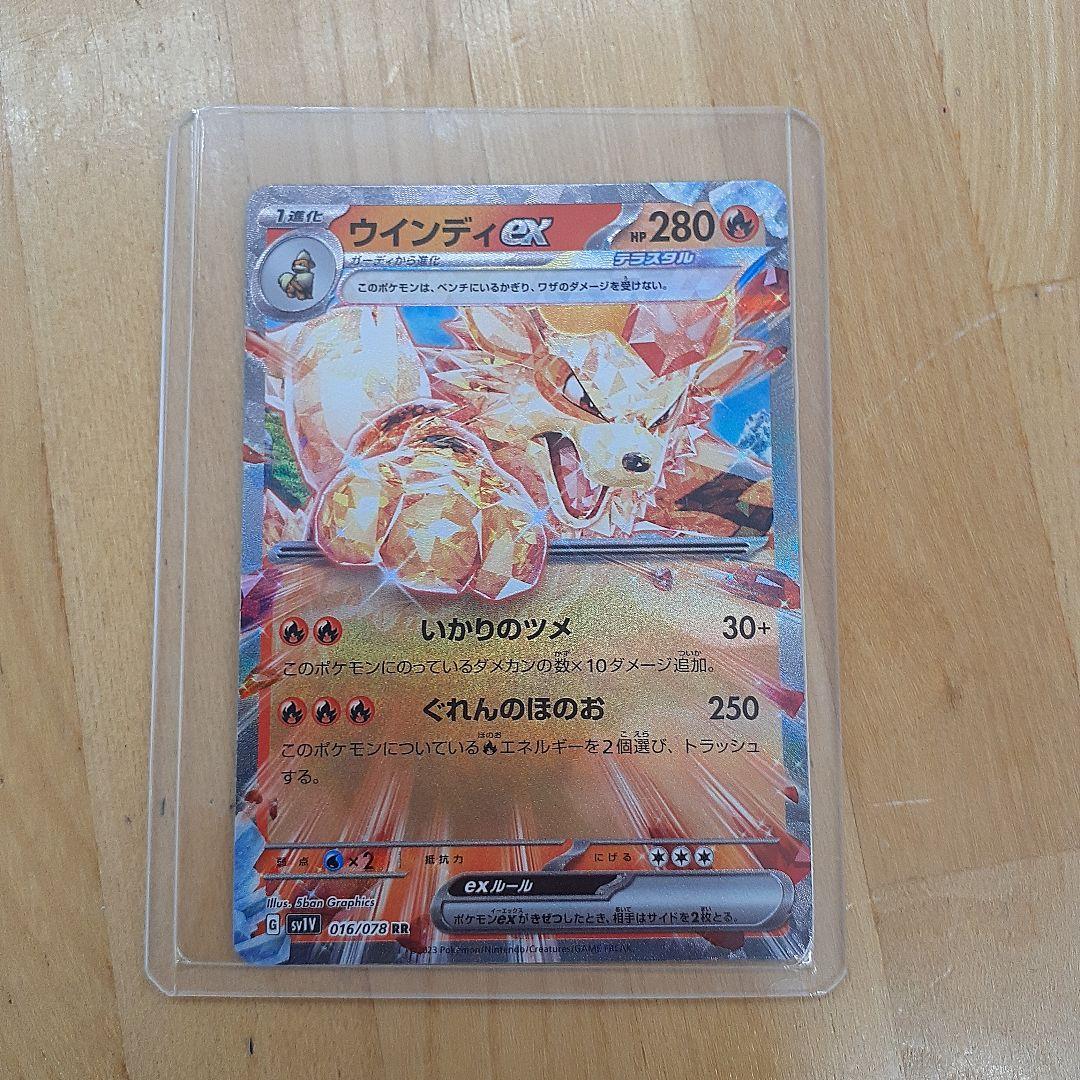 1進化
ウインディex HP 280
ガーディから進化 テラスタル
このポケモンは、ベンチにいるかぎり、ワザのダメージを受けない。
いかりのツメ 30+
このポケモンにのっているダメカンの数×10ダメージ追加。
ぐれんのほのお 250
このポケモンについている エネルギーを2個選び、トラッシュ
する。
弱点 ×2 抵抗力 にげる
exルール
ポケモンexがきぜつしたとき、相手はサイドを2枚とる。
Illus. 5ban Graphics
G sv1V 016/078 RR
©2023 Pokémon/Nintendo/Creatures/GAME FREAK.